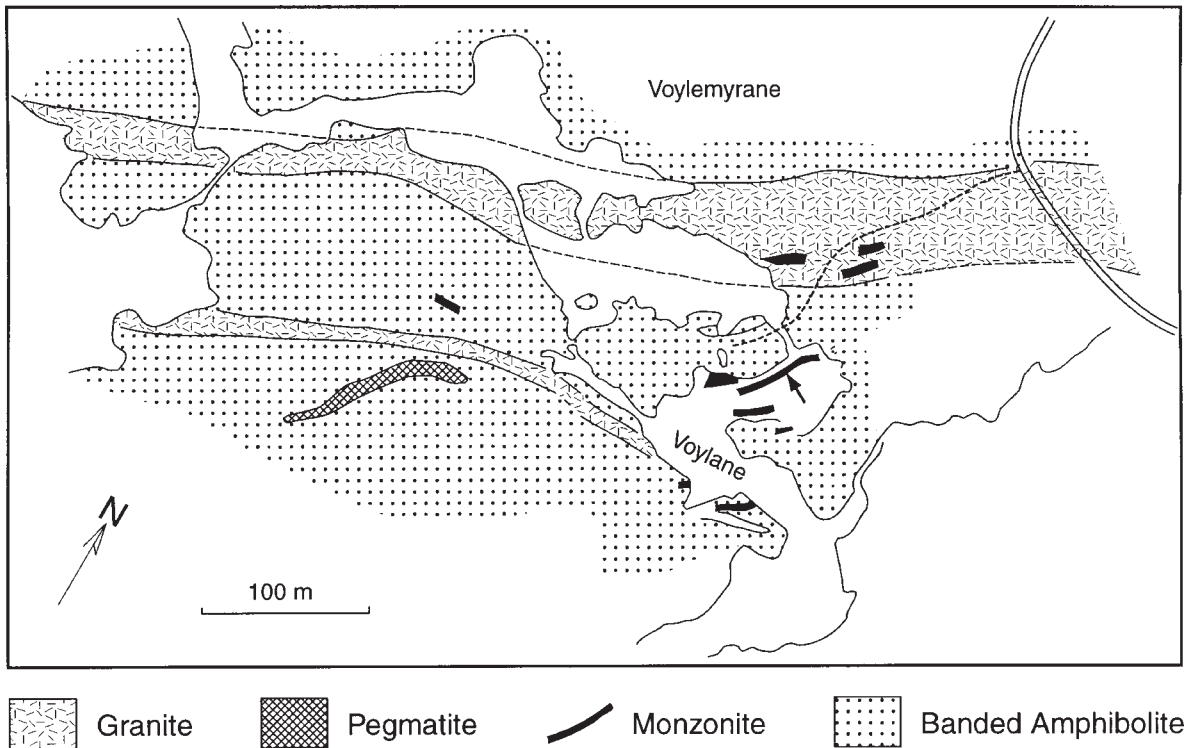 Voylemyrane
Voylane
N
100 m
Granite
Pegmatite
Monzonite
Banded Amphibolite